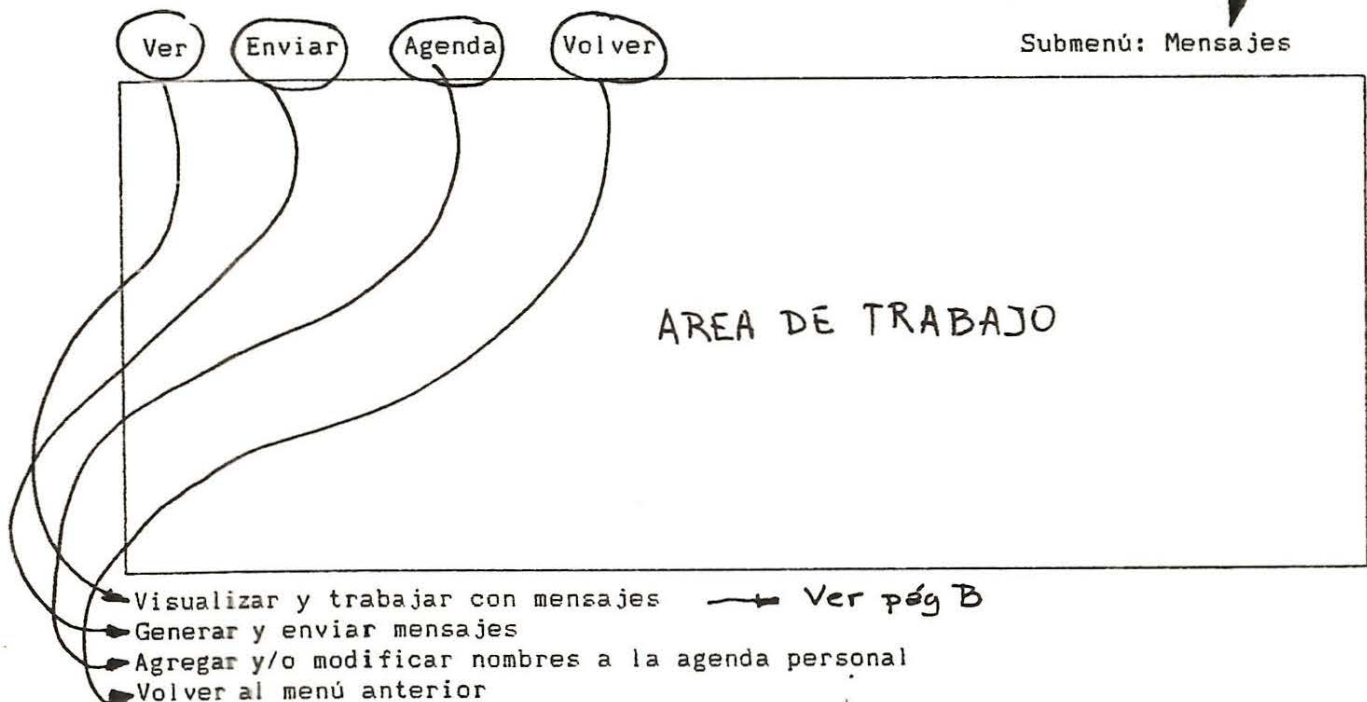 Ver Enviar Agenda Volver Submenú: Mensajes
AREA DE TRABAJO
Visualizar y trabajar con mensajes Ver pág B
Generar y enviar mensajes
Agregar y/o modificar nombres a la agenda personal
Volver al menú anterior